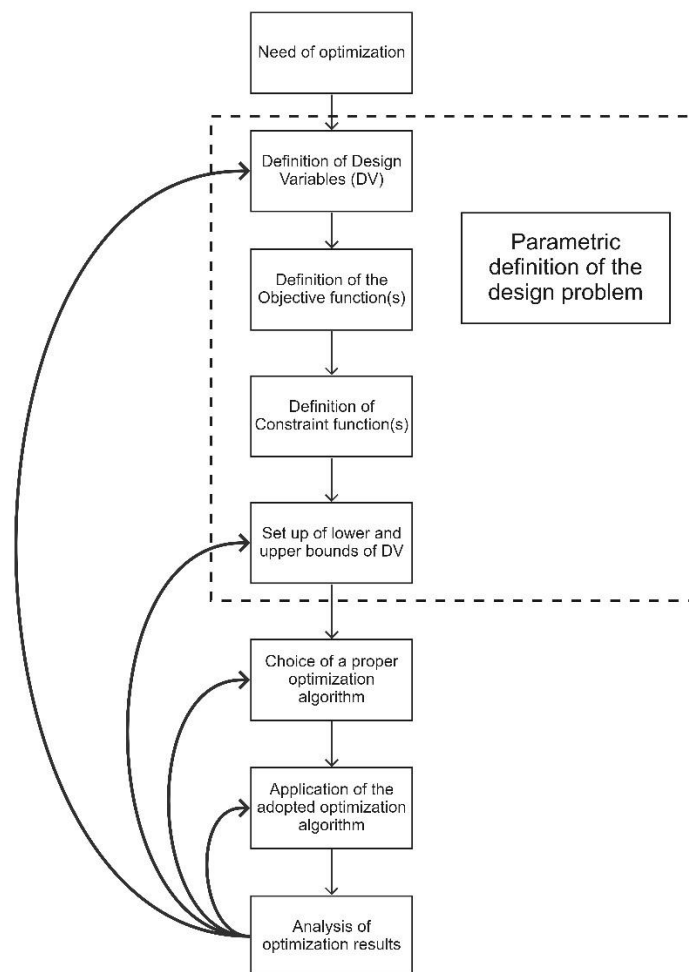 Need of optimization
Definition of Design
Variables (DV)
Parametric
definition of the
design problem
Definition of the
Objective function(s)
Definition of
Constraint function(s)
Set up of lower and
upper bounds of DV
Choice of a proper
optimization
algorithm
Application of the
adopted optimization
algorithm
Analysis of
optimization results